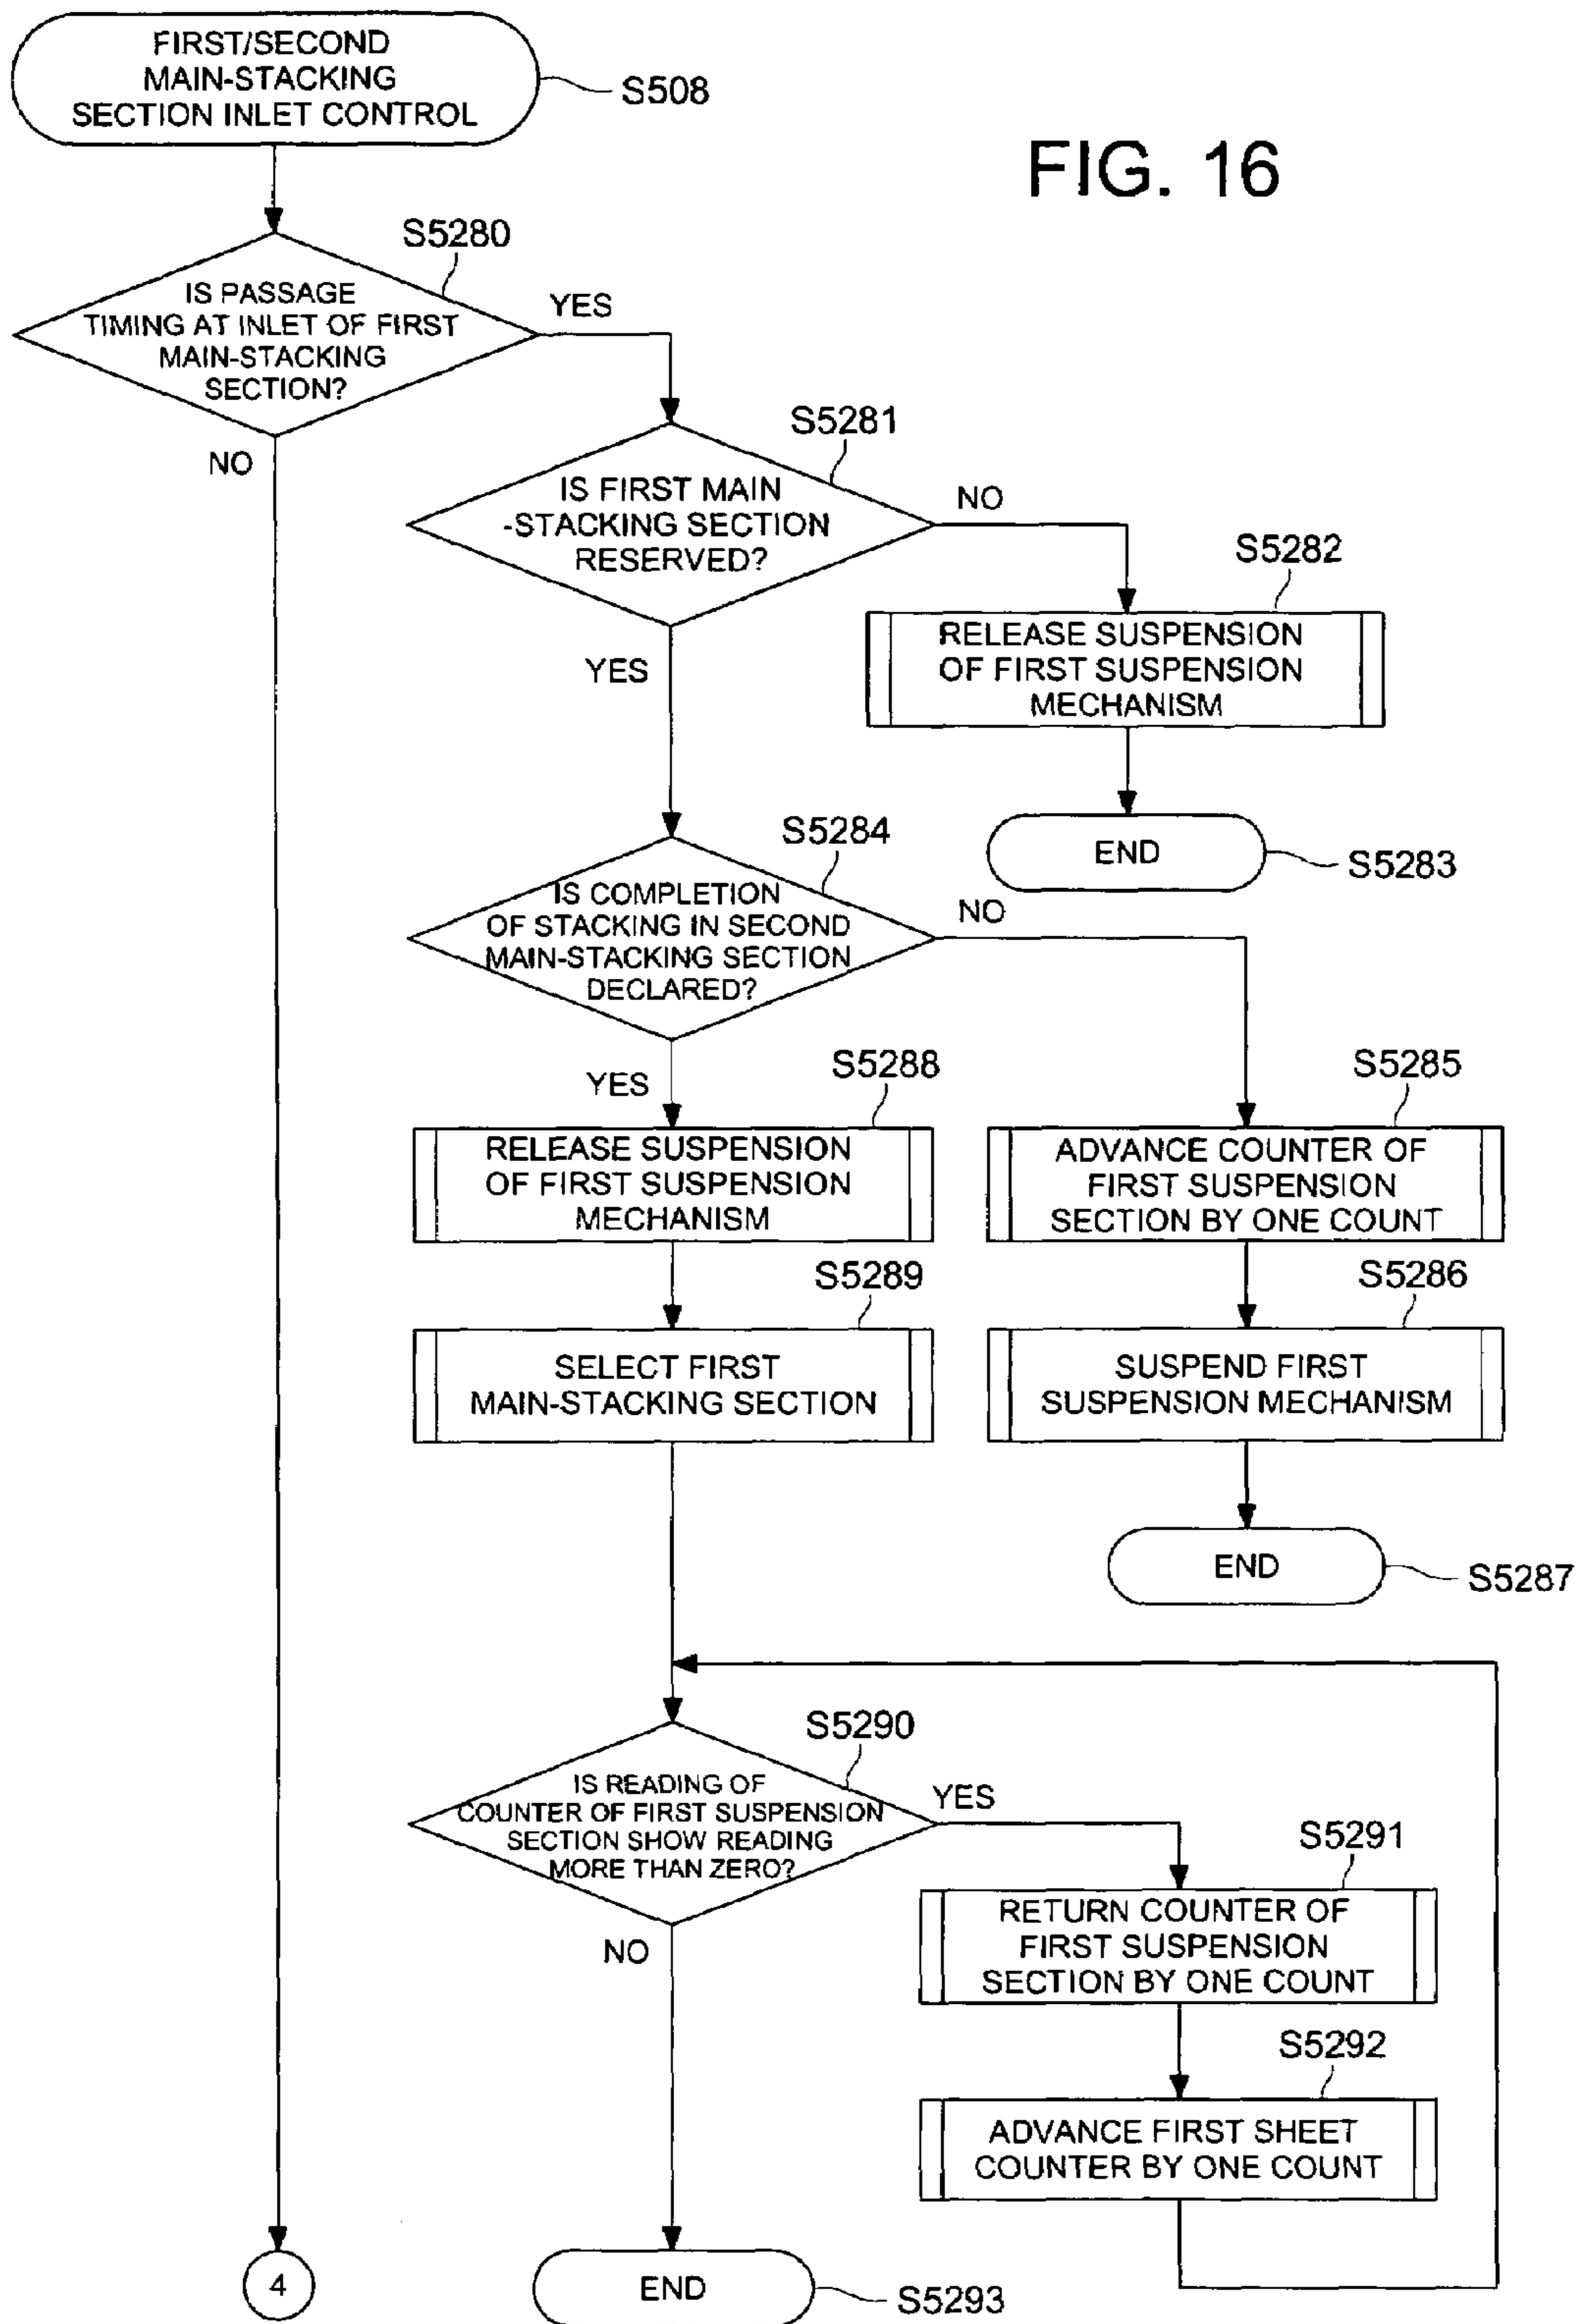 FIRST/SECOND
MAIN-STACKING
SECTION INLET CONTROL
S508
FIG. 16
S5280
IS PASSAGE
TIMING AT INLET OF FIRST
MAIN-STACKING
SECTION?
YES
NO
S5281
IS FIRST MAIN
-STACKING SECTION
RESERVED?
NO
YES
S5282
RELEASE SUSPENSION
OF FIRST SUSPENSION
MECHANISM
END
S5283
S5284
IS COMPLETION
OF STACKING IN SECOND
MAIN-STACKING SECTION
DECLARED?
NO
YES
S5288
RELEASE SUSPENSION
OF FIRST SUSPENSION
MECHANISM
S5285
ADVANCE COUNTER OF
FIRST SUSPENSION
SECTION BY ONE COUNT
S5289
SELECT FIRST
MAIN-STACKING SECTION
S5286
SUSPEND FIRST
SUSPENSION MECHANISM
END
S5287
S5290
IS READING OF
COUNTER OF FIRST SUSPENSION
SECTION SHOW READING
MORE THAN ZERO?
YES
NO
S5291
RETURN COUNTER OF
FIRST SUSPENSION
SECTION BY ONE COUNT
S5292
ADVANCE FIRST SHEET
COUNTER BY ONE COUNT
4
END
S5293